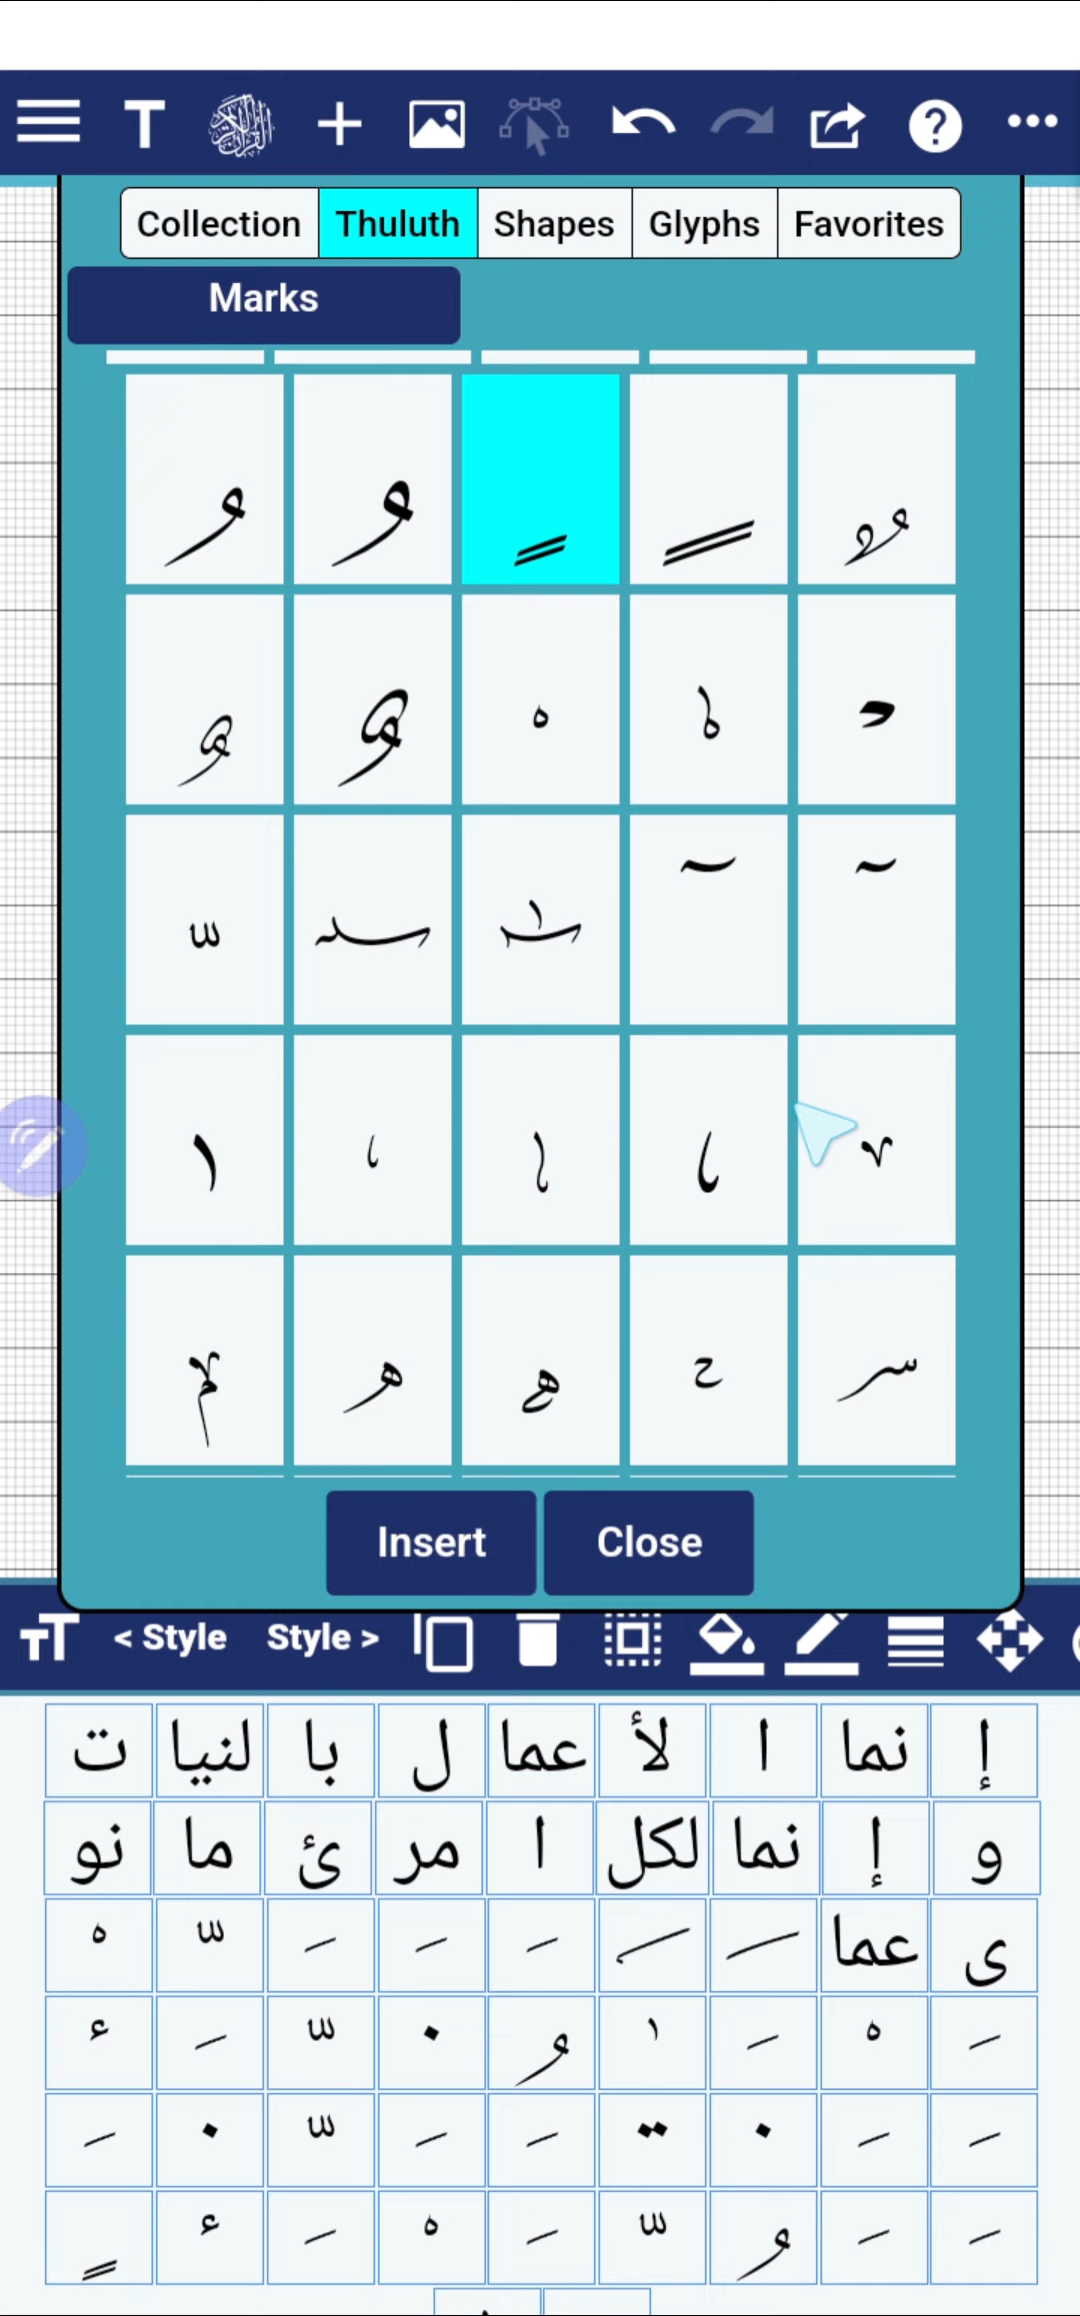 Collection Thuluth Shapes Glyphs Favorites
Marks
Insert Close
< Style Style >
إ نما ا لأ عما ل با لنيا ت
و إ نما لكل ا مر ئ ما نو
ى عما